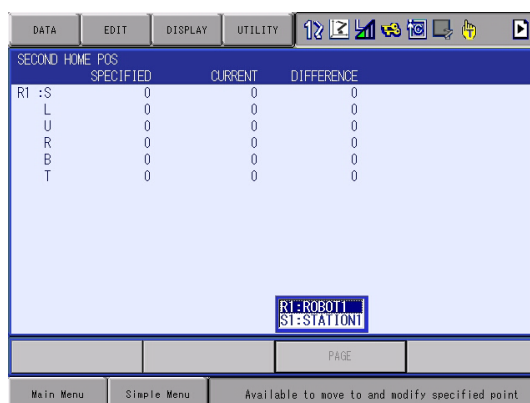 DATA EDIT DISPLAY UTILITY
SECOND HOME POS
SPECIFIED CURRENT DIFFERENCE
R1 :S 0 0 0
L 0 0 0
U 0 0 0
R 0 0 0
B 0 0 0
T 0 0 0
R1:ROBOT1
S1:STATION1
PAGE
Main Menu Simple Menu Available to move to and modify specified point